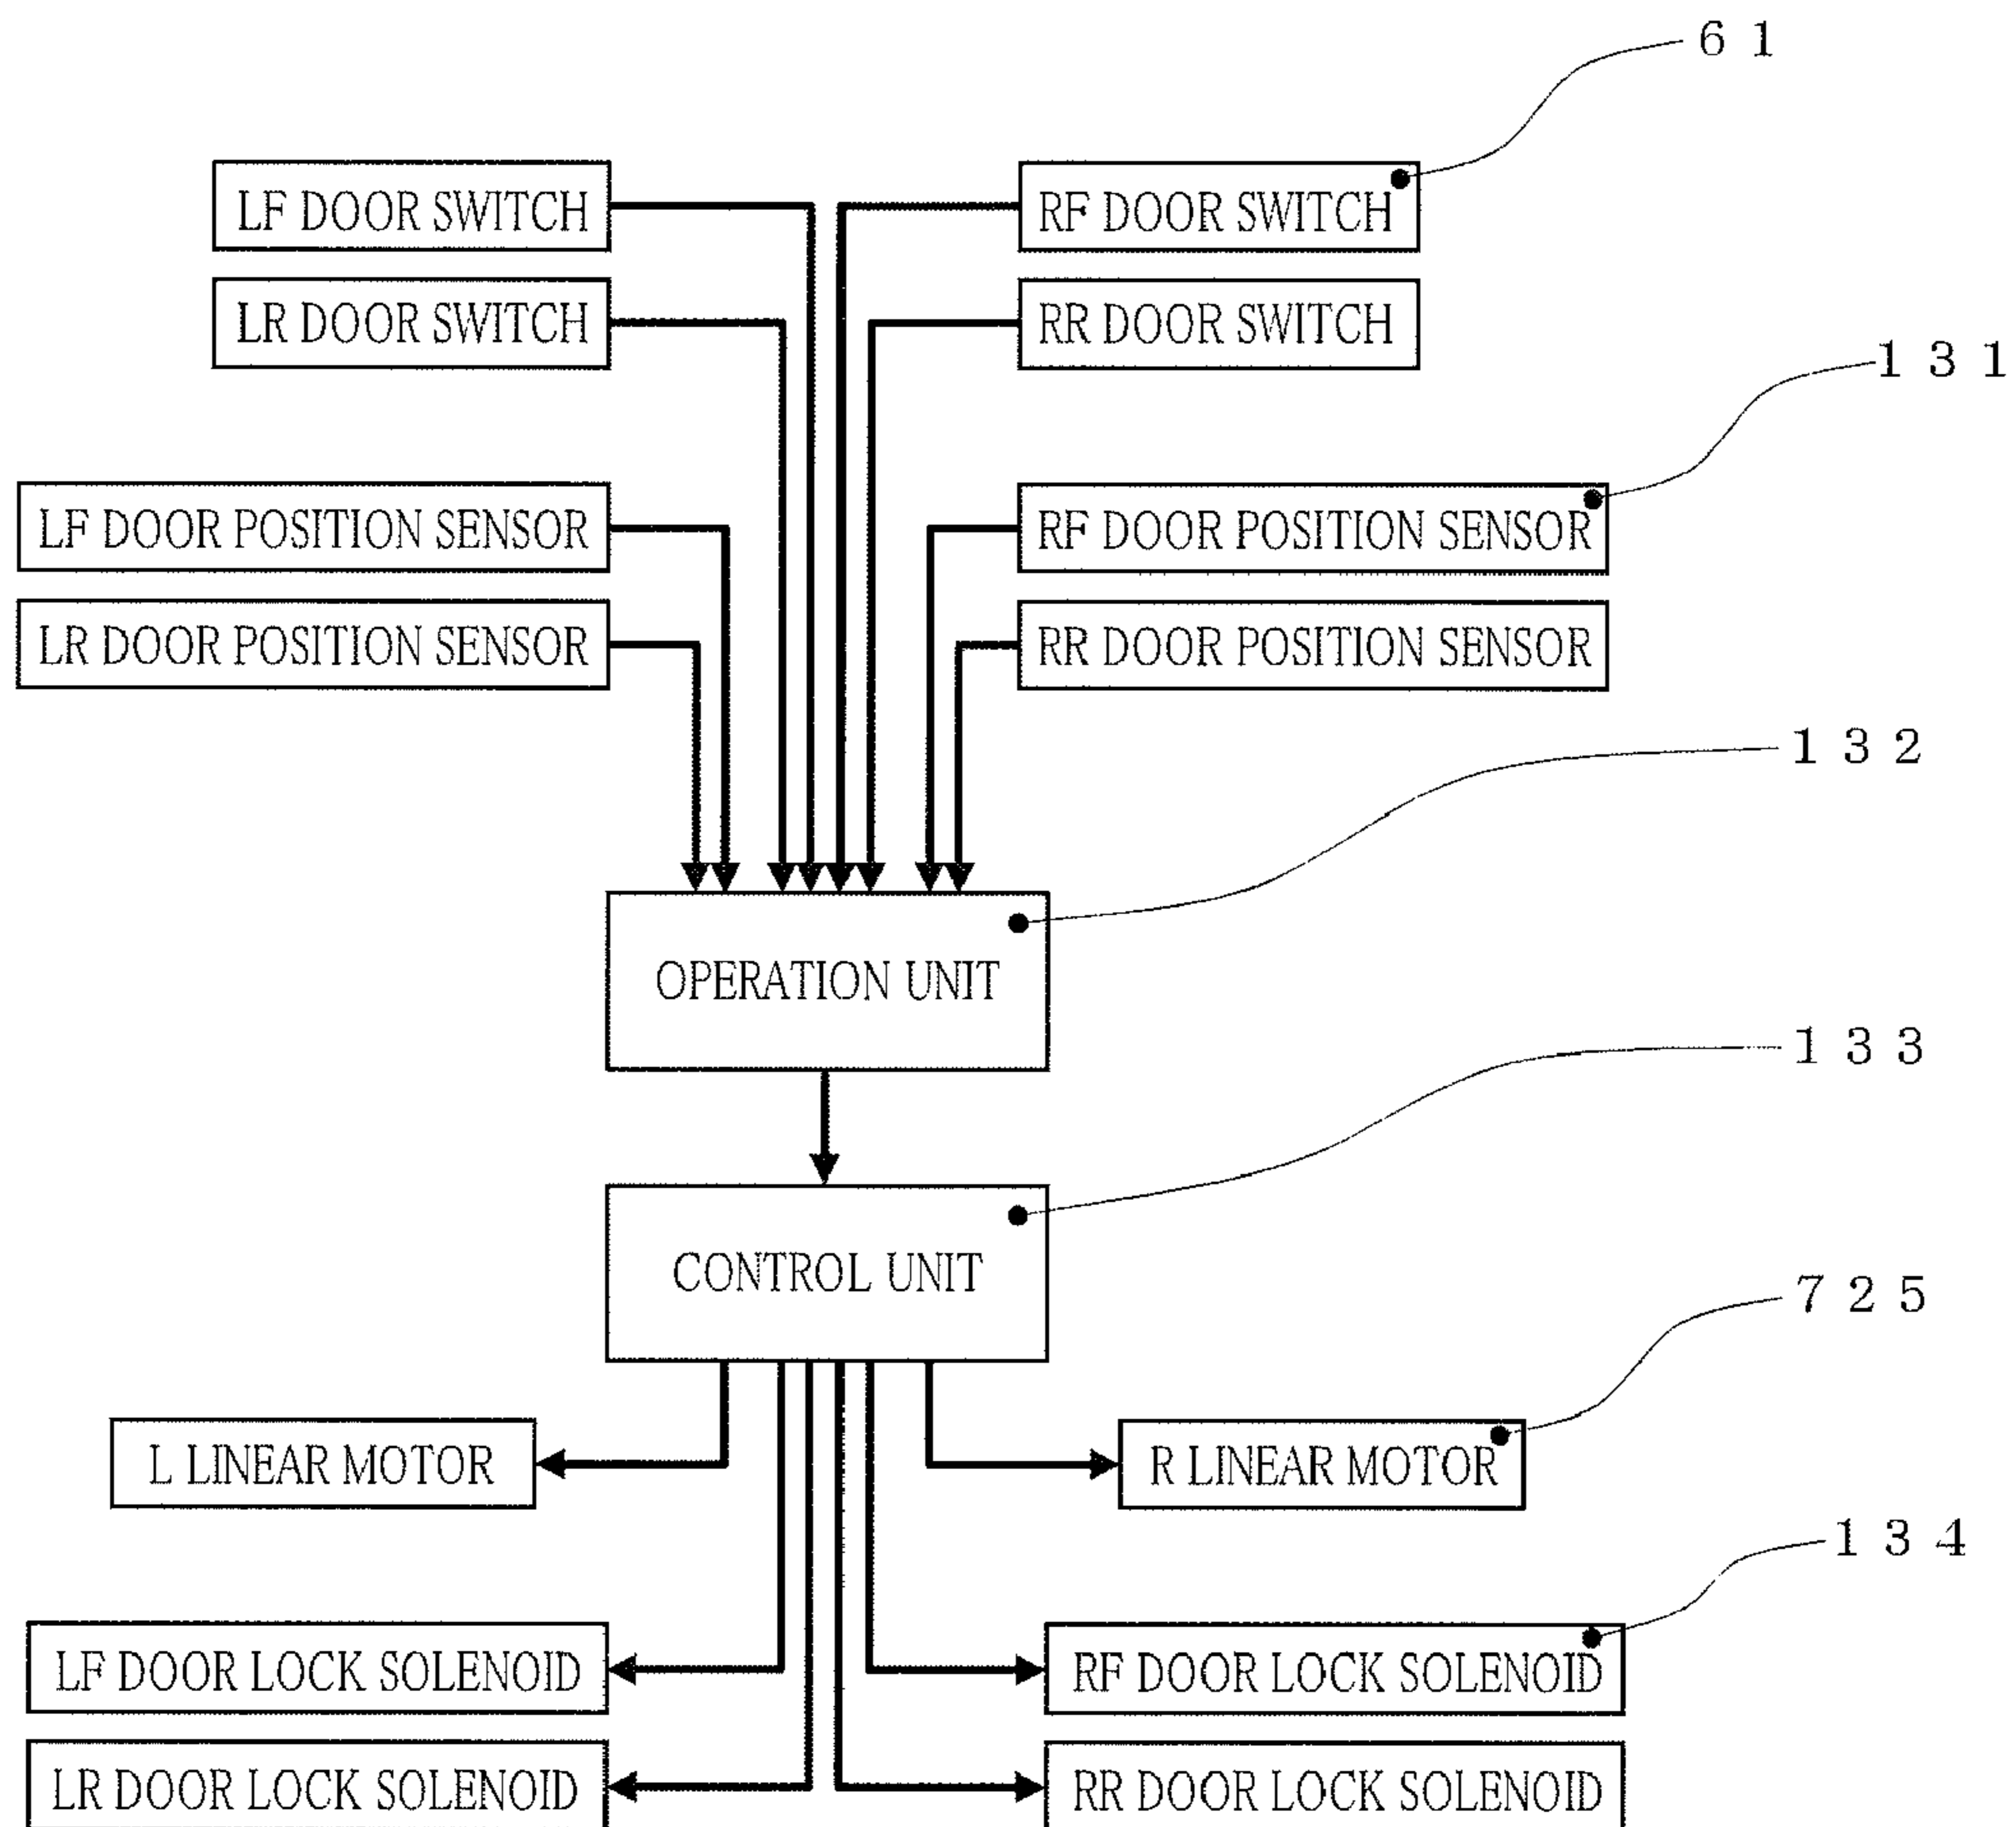 6 1
LF DOOR SWITCH
RF DOOR SWITCH
LR DOOR SWITCH
RR DOOR SWITCH
1 3 1
LF DOOR POSITION SENSOR
RF DOOR POSITION SENSOR
LR DOOR POSITION SENSOR
RR DOOR POSITION SENSOR
1 3 2
OPERATION UNIT
1 3 3
CONTROL UNIT
7 2 5
L LINEAR MOTOR
R LINEAR MOTOR
1 3 4
LF DOOR LOCK SOLENOID
RF DOOR LOCK SOLENOID
LR DOOR LOCK SOLENOID
RR DOOR LOCK SOLENOID